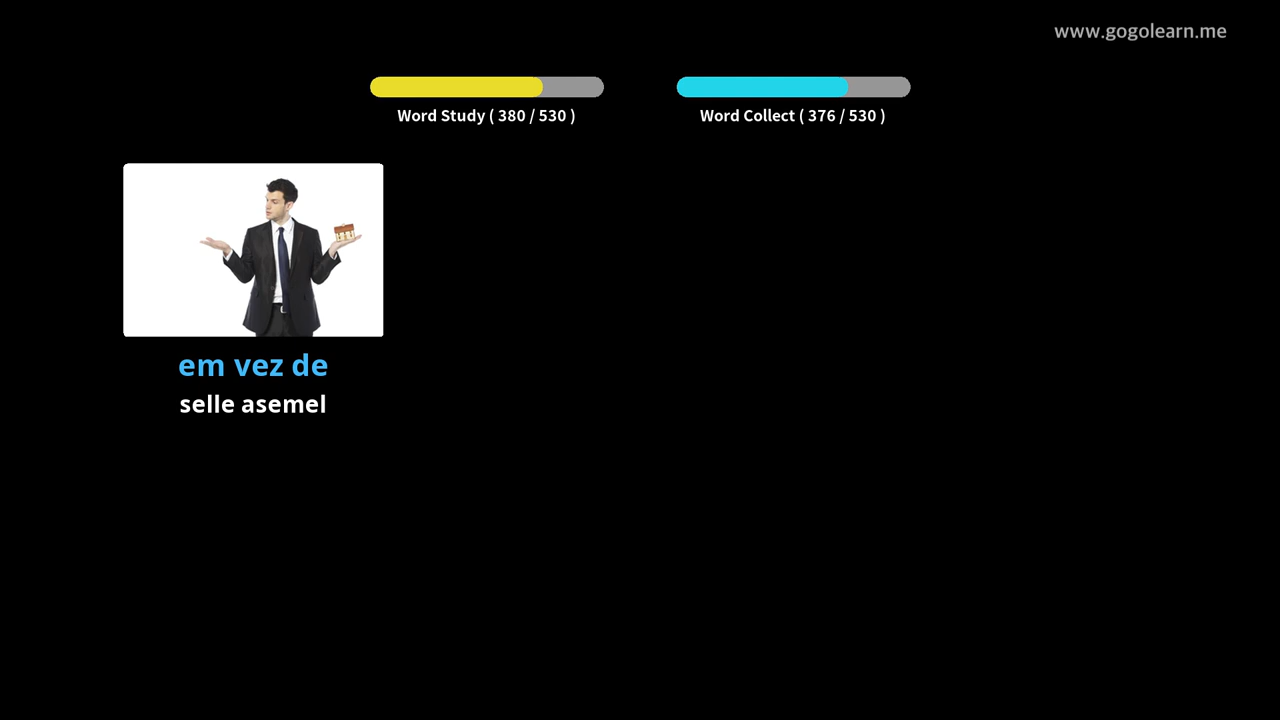 www.gogolearn.me
Word Study ( 380 / 530 )
Word Collect ( 376 / 530 )
em vez de
selle asemel